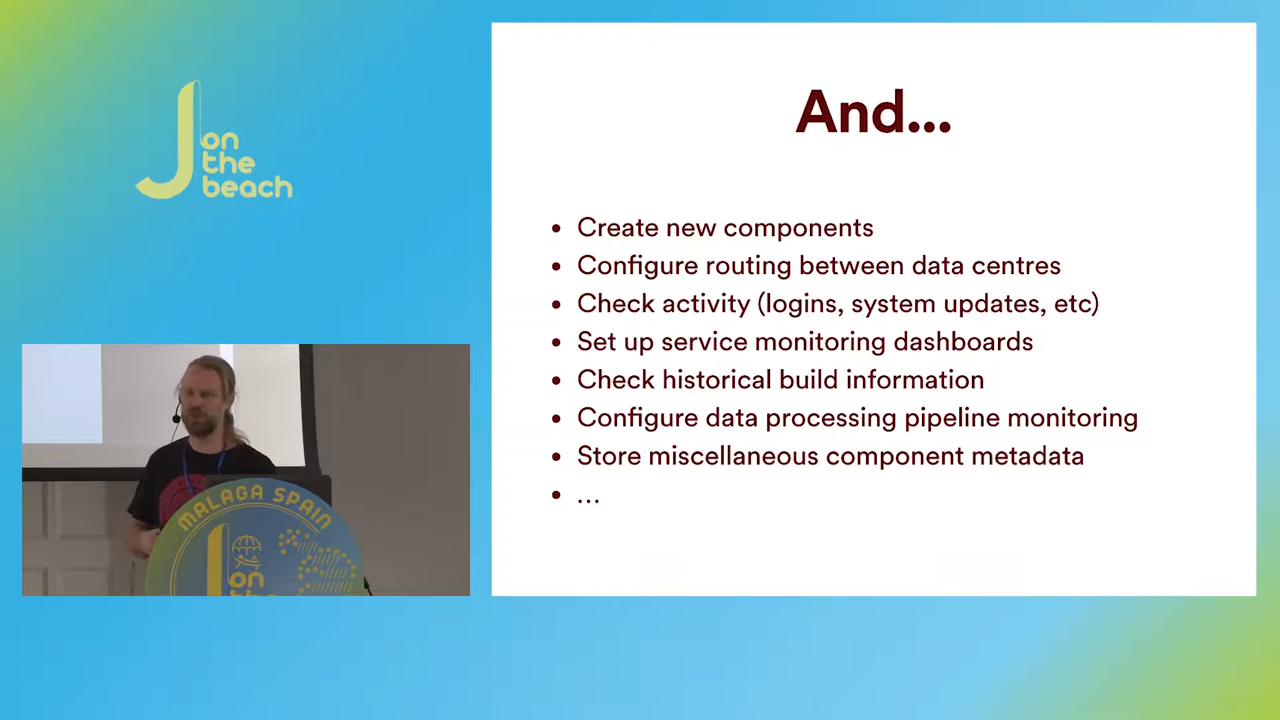 J on
the
beach
And...
• Create new components
• Configure routing between data centres
• Check activity (logins, system updates, etc)
• Set up service monitoring dashboards
• Check historical build information
• Configure data processing pipeline monitoring
• Store miscellaneous component metadata
• ...
MALAGA SPAIN
J on